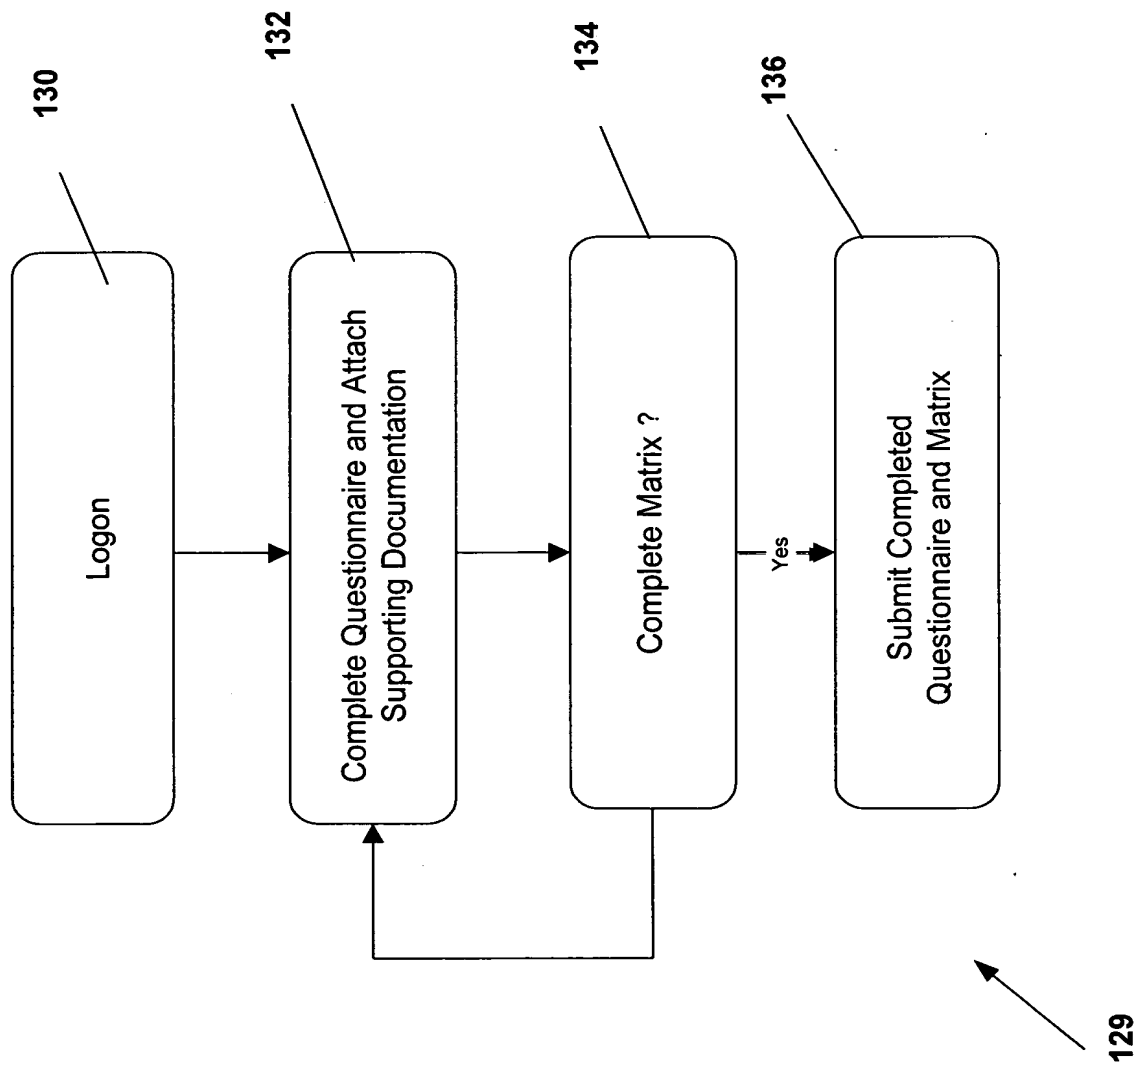 130
Logon
132
Complete Questionnaire and Attach
Supporting Documentation
134
Complete Matrix ?
Yes
136
Submit Completed
Questionnaire and Matrix
129